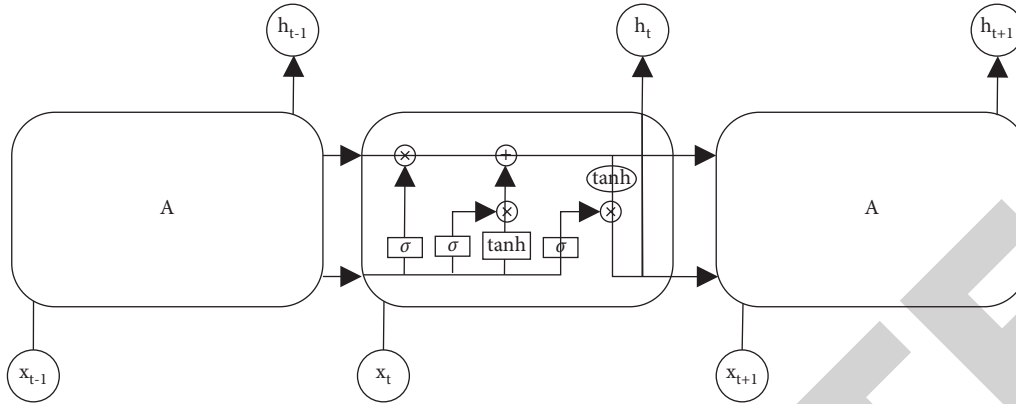 h_{t-1} h_t h_{t+1}
× +
tanh
A A
× ×
σ σ tanh σ
x_{t-1} x_t x_{t+1}